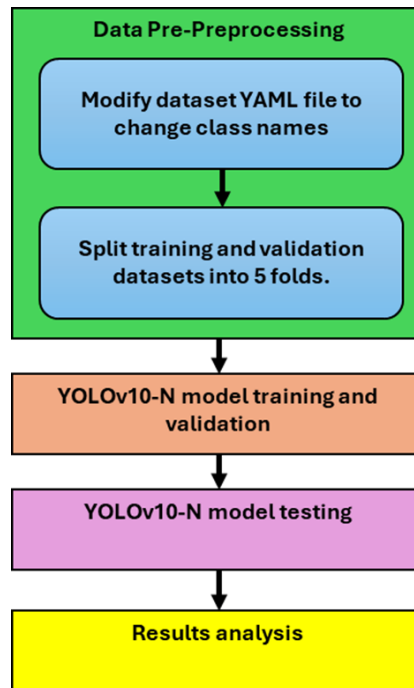 Data Pre-Preprocessing
Modify dataset YAML file to
change class names
Split training and validation
datasets into 5 folds.
YOLOv10-N model training and
validation
YOLOv10-N model testing
Results analysis